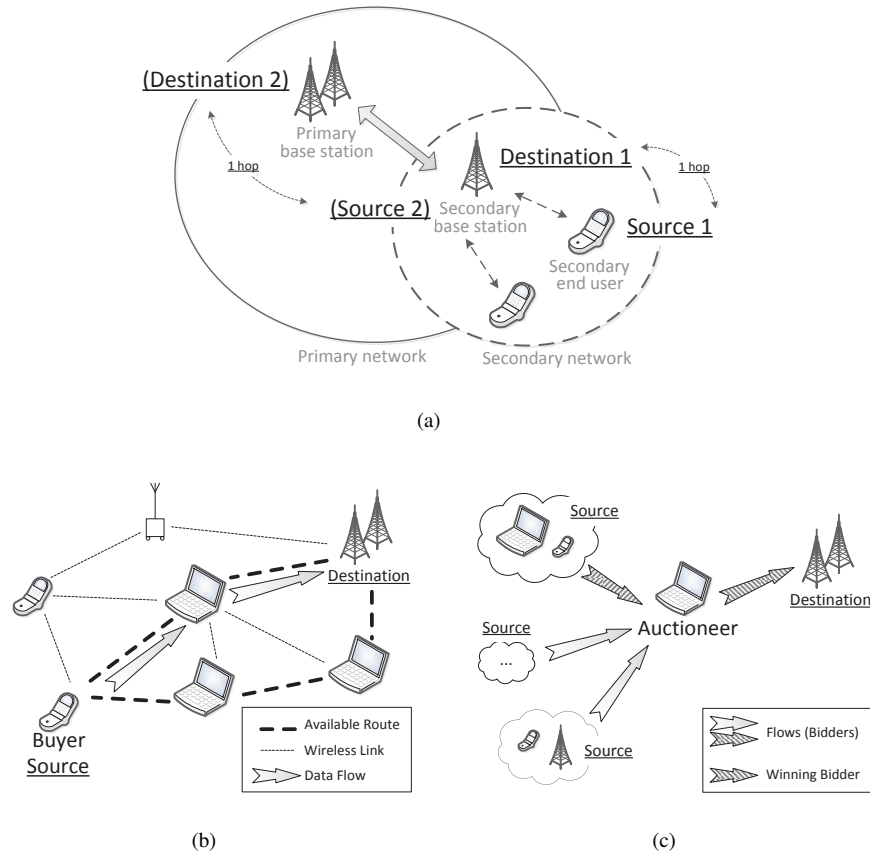 (Destination 2)
Primary
base station
1 hop
Destination 1
1 hop
(Source 2)
Secondary
base station
Source 1
Secondary
end user
Primary network
Secondary network
(a)
Destination
Buyer
Source
Available Route
Wireless Link
Data Flow
(b)
Source
Source
...
Auctioneer
Destination
Source
Flows (Bidders)
Winning Bidder
(c)